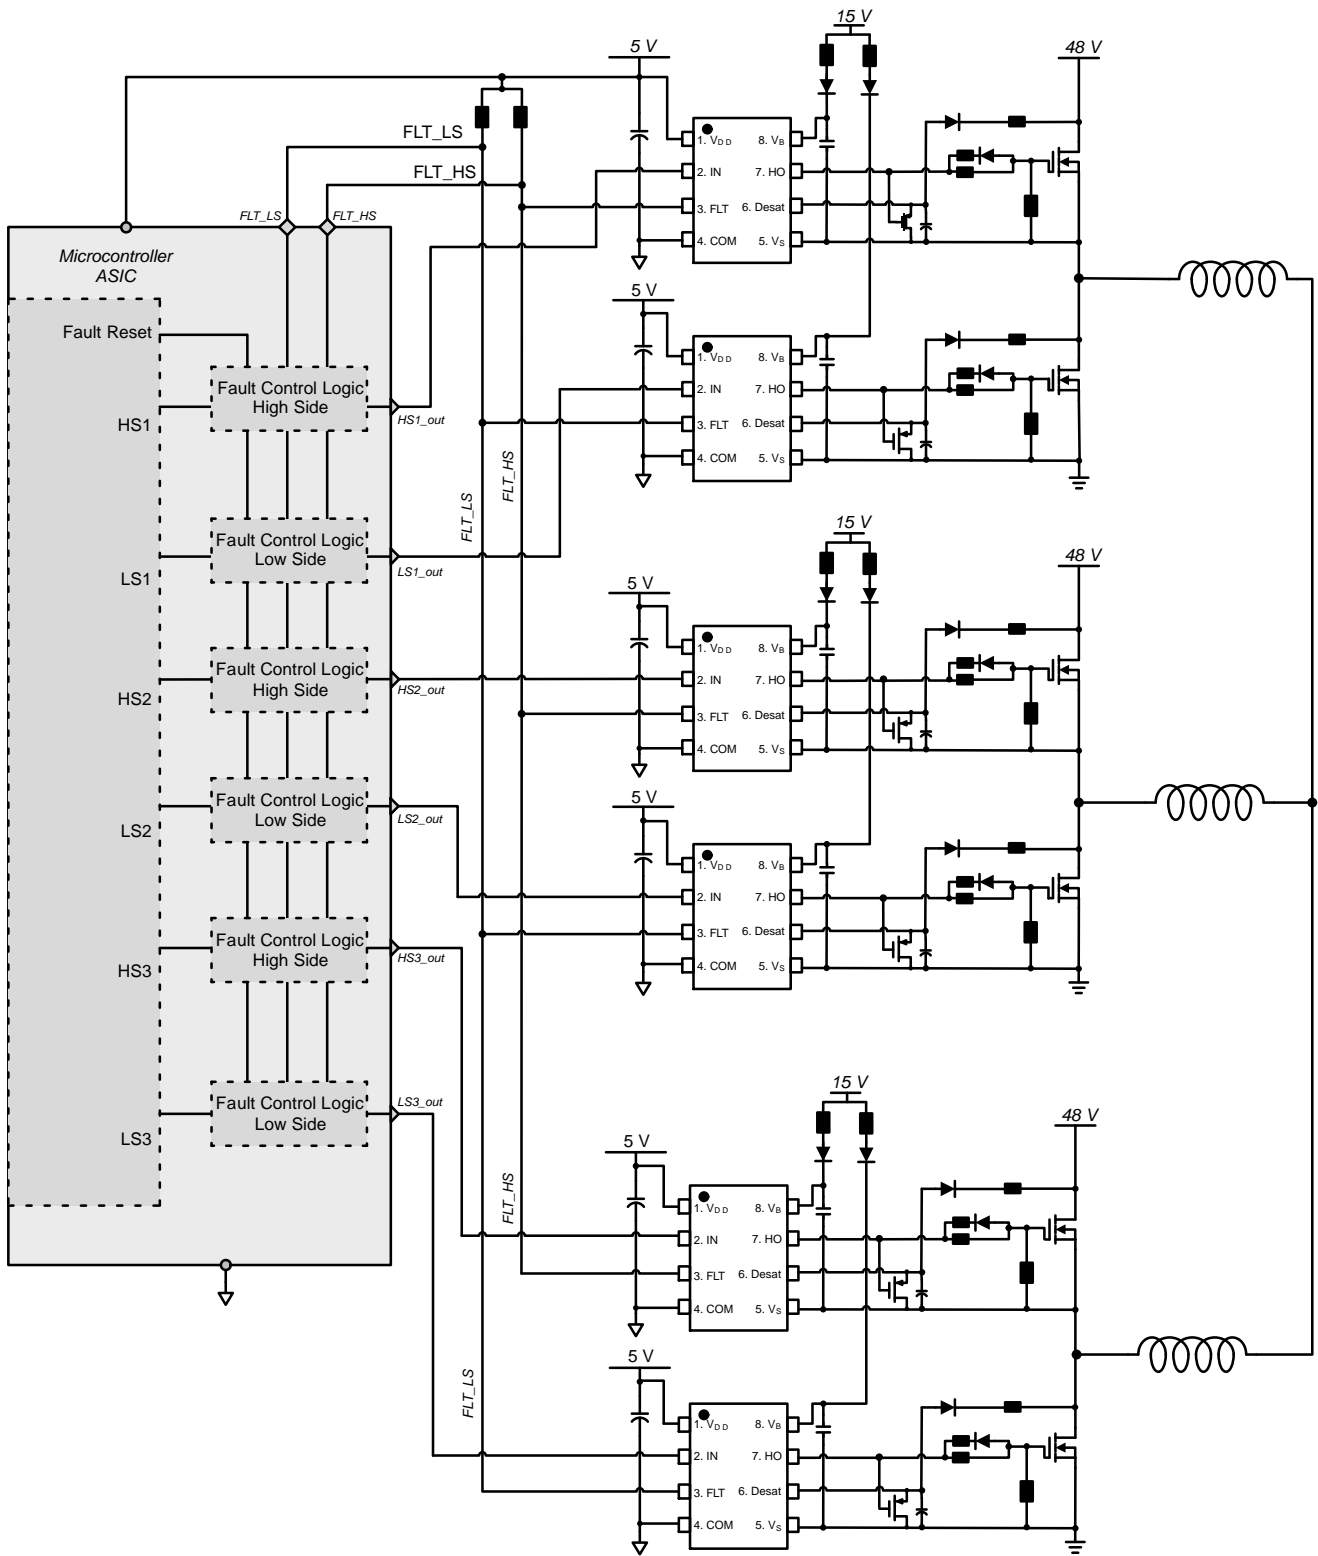 15 V
5 V
48 V
FLT_LS
FLT_HS
1. VDD
8. VB
2. IN
7. HO
3. FLT
6. Desat
4. COM
5. VS
FLT_LS
FLT_HS
Microcontroller
ASIC
Fault Reset
Fault Control Logic
High Side
HS1
HS1_out
5 V
1. VDD
8. VB
2. IN
7. HO
3. FLT
6. Desat
4. COM
5. VS
FLT_LS
FLT_HS
Fault Control Logic
Low Side
LS1
LS1_out
15 V
48 V
5 V
1. VDD
8. VB
2. IN
7. HO
3. FLT
6. Desat
4. COM
5. VS
Fault Control Logic
High Side
HS2
HS2_out
Fault Control Logic
Low Side
LS2
LS2_out
5 V
1. VDD
8. VB
2. IN
7. HO
3. FLT
6. Desat
4. COM
5. VS
Fault Control Logic
High Side
HS3
HS3_out
Fault Control Logic
Low Side
LS3
LS3_out
15 V
48 V
5 V
FLT_HS
1. VDD
8. VB
2. IN
7. HO
3. FLT
6. Desat
4. COM
5. VS
5 V
FLT_LS
1. VDD
8. VB
2. IN
7. HO
3. FLT
6. Desat
4. COM
5. VS